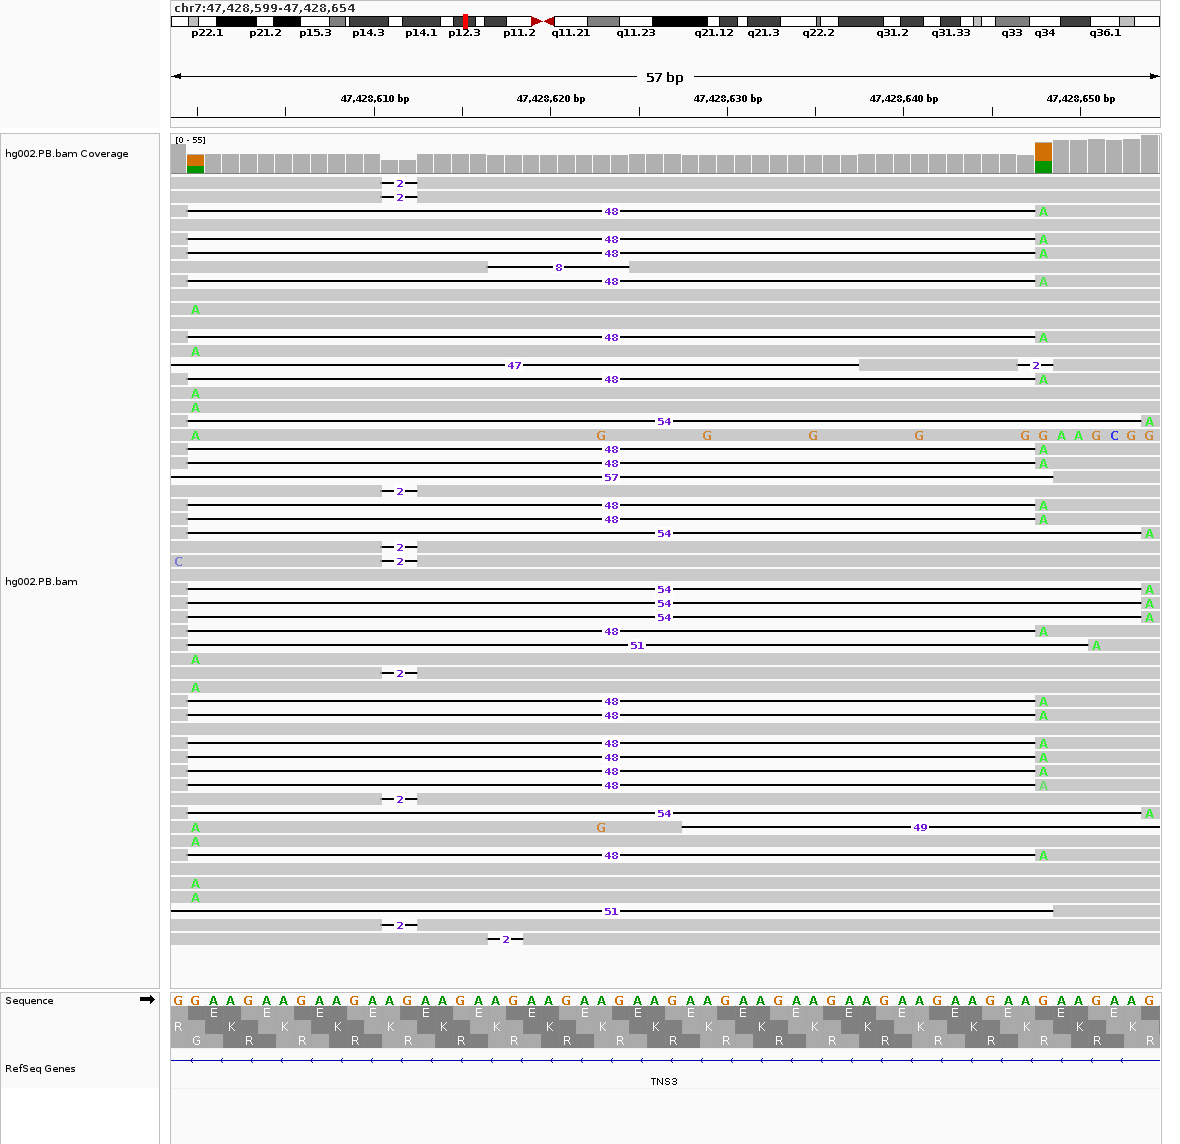 chr7:47,428,599-47,428,654
p22.1 p21.2 p15.3 p14.3 p14.1 p12.3 p11.2 q11.21 q11.23 q21.12 q21.3 q22.2 q31.2 q31.33 q33 q34 q36.1
57 bp
47,428,610 bp 47,428,620 bp 47,428,630 bp 47,428,640 bp 47,428,650 bp
[0 - 55]
hg002.PB.bam Coverage
2
2
48 A
48 A
48 A
8
48 A
A
48 A
A
47 2
48 A
A
A
54 A
A G G G G G G A A G C G G
48 A
48 A
57
2
48 A
48 A
54 A
2
C 2
hg002.PB.bam
54 A
54 A
54 A
48 A
51 A
A
2
A
48 A
48 A
48 A
48 A
48 A
48 A
2
54 A
A G 49
A
48 A
A
A
51
2
2
Sequence G G A A G A A G A A G A A G A A G A A G A A G A A G A A G A A G A A G A A G A A G A A G A A G A A G A A G A A G
E E E E E E E E E E E E E E E E E E
R K K K K K K K K K K K K K K K K K K
G R R R R R R R R R R R R R R R R R R
RefSeq Genes
TNS3